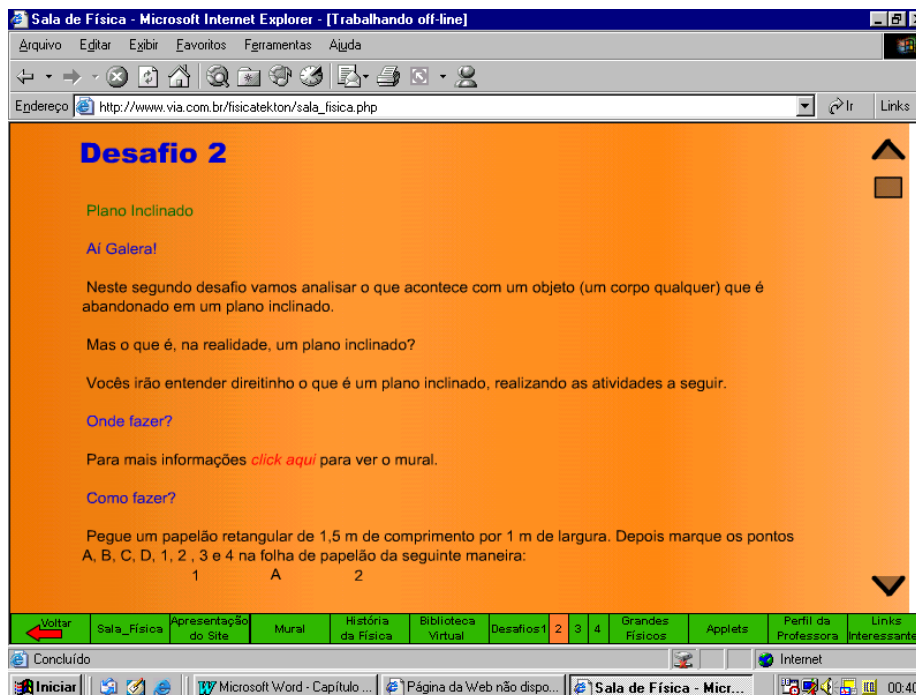 Sala de Física - Microsoft Internet Explorer - [Trabalhando off-line]
Arquivo Editar Exibir Favoritos Ferramentas Ajuda
Endereço http://www.via.com.br/fisicatekton/sala_fisica.php Ir Links
Desafio 2
Plano Inclinado
Aí Galera!
Neste segundo desafio vamos analisar o que acontece com um objeto (um corpo qualquer) que é
abandonado em um plano inclinado.
Mas o que é, na realidade, um plano inclinado?
Vocês irão entender direitinho o que é um plano inclinado, realizando as atividades a seguir.
Onde fazer?
Para mais informações click aqui para ver o mural.
Como fazer?
Pegue um papelão retangular de 1,5 m de comprimento por 1 m de largura. Depois marque os pontos
A, B, C, D, 1, 2 , 3 e 4 na folha de papelão da seguinte maneira:
1 A 2
Voltar Sala_Física Apresentação do Site Mural História da Física Biblioteca Virtual Desafios1 2 3 4 Grandes Físicos Applets Perfil da Professora Links Interessante
Concluído Internet
Iniciar Microsoft Word - Capítulo ... Página da Web não dispo... Sala de Física - Micr...